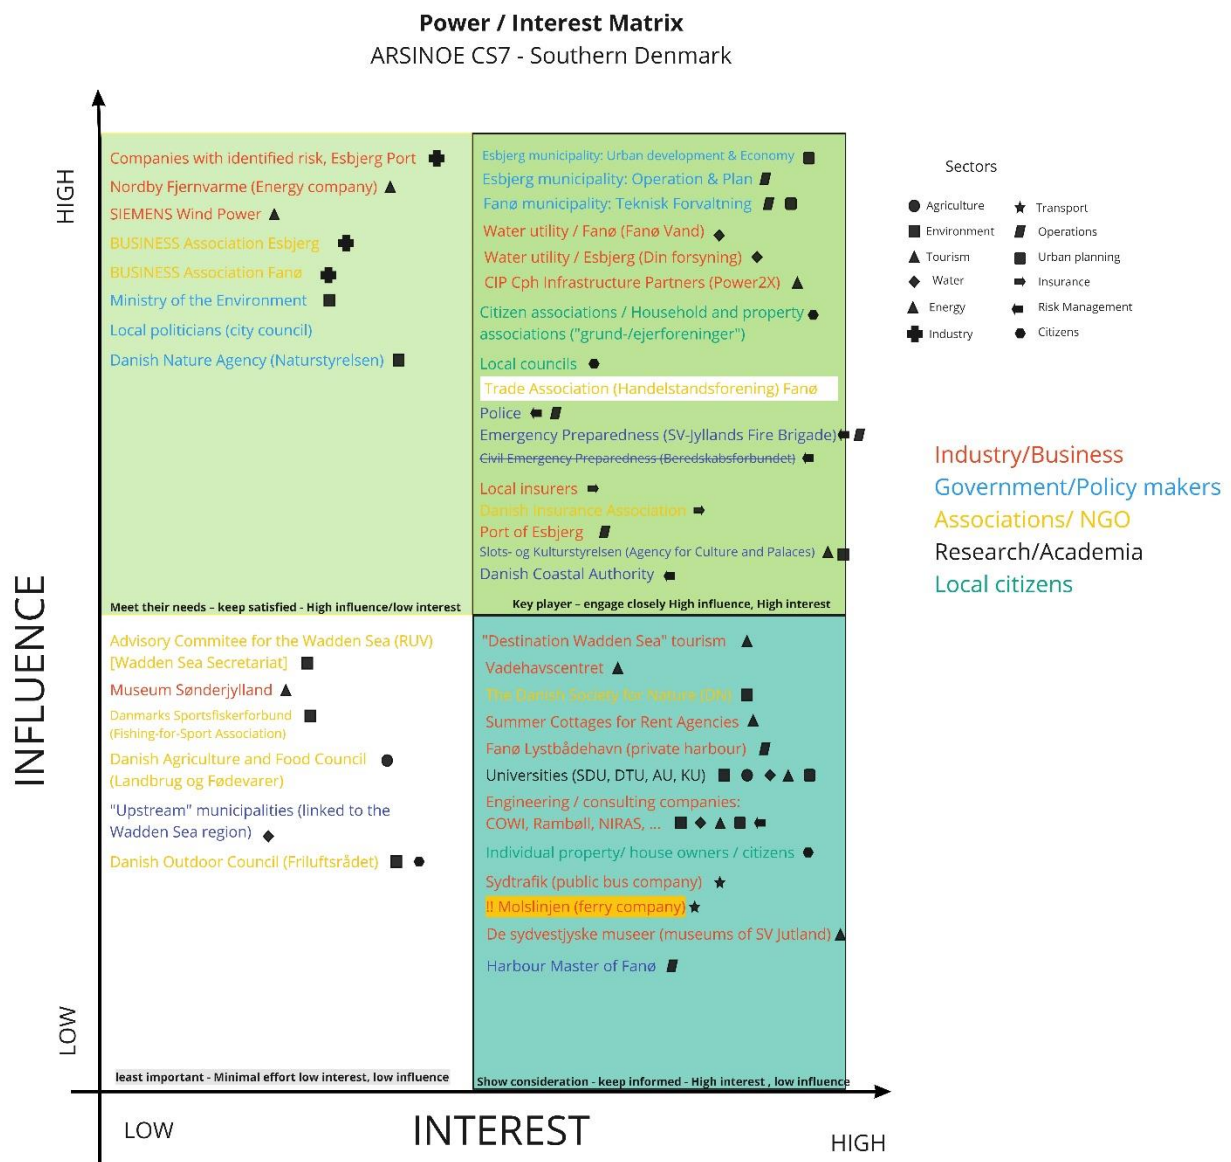 Power / Interest Matrix
ARSINOE CS7 - Southern Denmark
HIGH
INFLUENCE
LOW
Companies with identified risk, Esbjerg Port
Nordby Fjernvarme (Energy company)
SIEMENS Wind Power
BUSINESS Association Esbjerg
BUSINESS Association Fanø
Ministry of the Environment
Local politicians (city council)
Danish Nature Agency (Naturstyrelsen)
Meet their needs – keep satisfied - High influence/low interest
Esbjerg municipality: Urban development & Economy
Esbjerg municipality: Operation & Plan
Fanø municipality: Teknisk Forvaltning
Water utility / Fanø (Fanø Vand)
Water utility / Esbjerg (Din forsyning)
CIP Cph Infrastructure Partners (Power2X)
Citizen associations / Household and property
associations ("grund-/ejerforeninger")
Local councils
Trade Association (Handelstandsforening) Fanø
Police
Emergency Preparedness (SV-Jyllands Fire Brigade)
Civil Emergency Preparedness (Beredskabsforbundet)
Local insurers
Danish Insurance Association
Port of Esbjerg
Slots- og Kulturstyrelsen (Agency for Culture and Palaces)
Danish Coastal Authority
Key player – engage closely High influence, High interest
Advisory Commitee for the Wadden Sea (RUV)
[Wadden Sea Secretariat]
Museum Sønderjylland
Danmarks Sportsfiskerforbund
(Fishing-for-Sport Association)
Danish Agriculture and Food Council
(Landbrug og Fødevarer)
"Upstream" municipalities (linked to the
Wadden Sea region)
Danish Outdoor Council (Friluftsrådet)
least important - Minimal effort low interest, low influence
"Destination Wadden Sea" tourism
Vadehavscentret
The Danish Society for Nature (DN)
Summer Cottages for Rent Agencies
Fanø Lystbådehavn (private harbour)
Universities (SDU, DTU, AU, KU)
Engineering / consulting companies:
COWI, Rambøll, NIRAS, ...
Individual property/ house owners / citizens
Sydtrafik (public bus company)
!! Molslinjen (ferry company)
De sydvestjyske museer (museums of SV Jutland)
Harbour Master of Fanø
Show consideration - keep informed - High interest , low influence
LOW
INTEREST
HIGH
Sectors
Agriculture
Environment
Tourism
Water
Energy
Industry
Transport
Operations
Urban planning
Insurance
Risk Management
Citizens
Industry/Business
Government/Policy makers
Associations/ NGO
Research/Academia
Local citizens